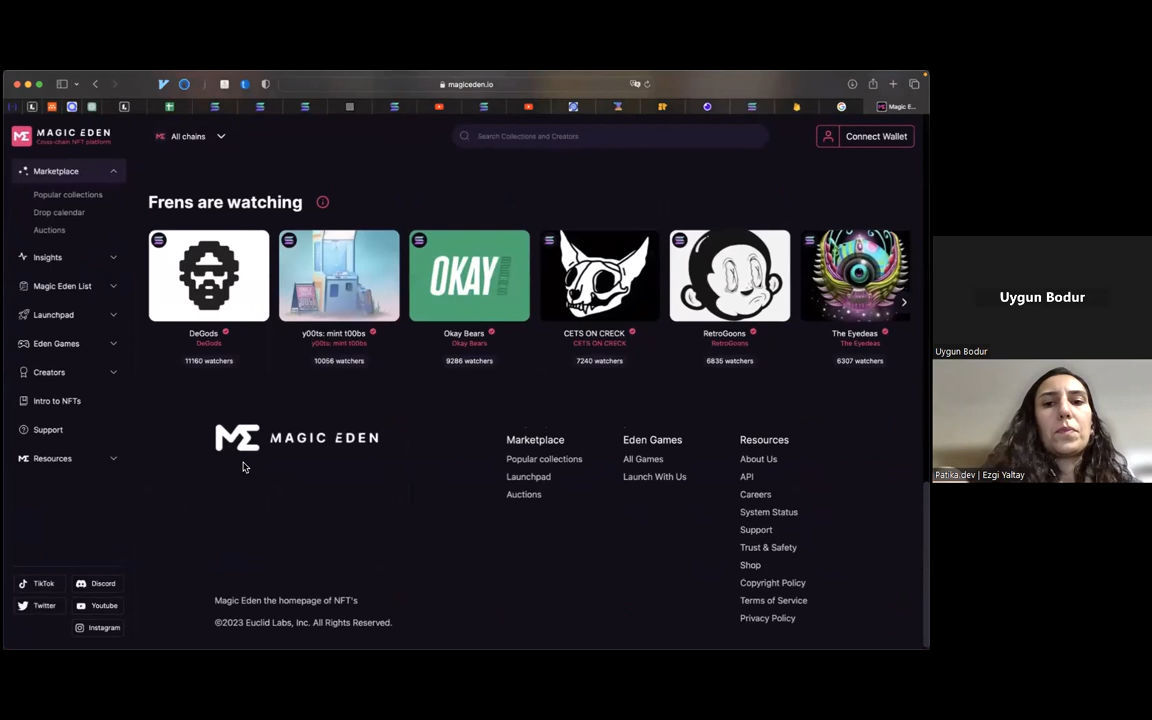 magiceden.io
Magic E...
MAGIC EDEN
Cross-chain NFT platform
All chains
Search Collections and Creators
Connect Wallet
Marketplace
Popular collections
Drop calendar
Auctions
Insights
Magic Eden List
Launchpad
Eden Games
Creators
Intro to NFTs
Support
Resources
TikTok
Discord
Twitter
Youtube
Instagram
Frens are watching
OKAY
BEARS
DeGods
DeGods
11160 watchers
y00ts: mint t00bs
y00ts: mint t00bs
10056 watchers
Okay Bears
Okay Bears
9286 watchers
CETS ON CRECK
CETS ON CRECK
7240 watchers
RetroGoons
RetroGoons
6835 watchers
The Eyedeas
The Eyedeas
6307 watchers
ME MAGIC EDEN
Marketplace
Popular collections
Launchpad
Auctions
Eden Games
All Games
Launch With Us
Resources
About Us
API
Careers
System Status
Support
Trust & Safety
Shop
Copyright Policy
Terms of Service
Privacy Policy
Magic Eden the homepage of NFT's
©2023 Euclid Labs, Inc. All Rights Reserved.
Uygun Bodur
Uygun Bodur
Patika.dev | Ezgi Yaltay